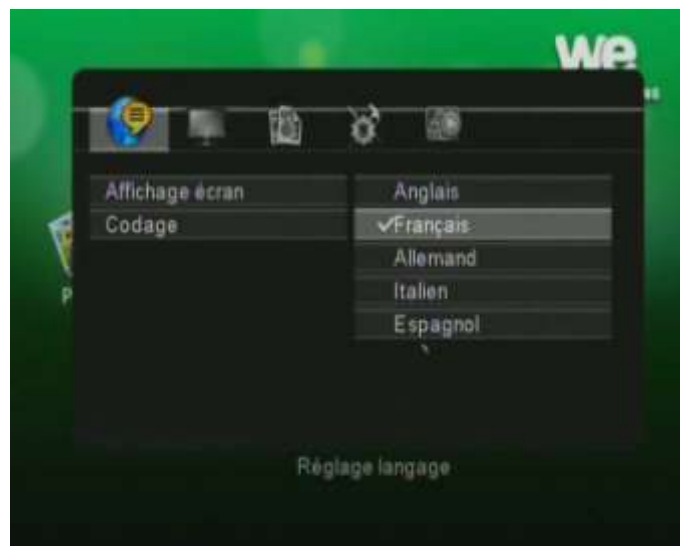 we
Affichage écran
Anglais
Codage
Français
Allemand
Italien
Espagnol
P
Réglage langage